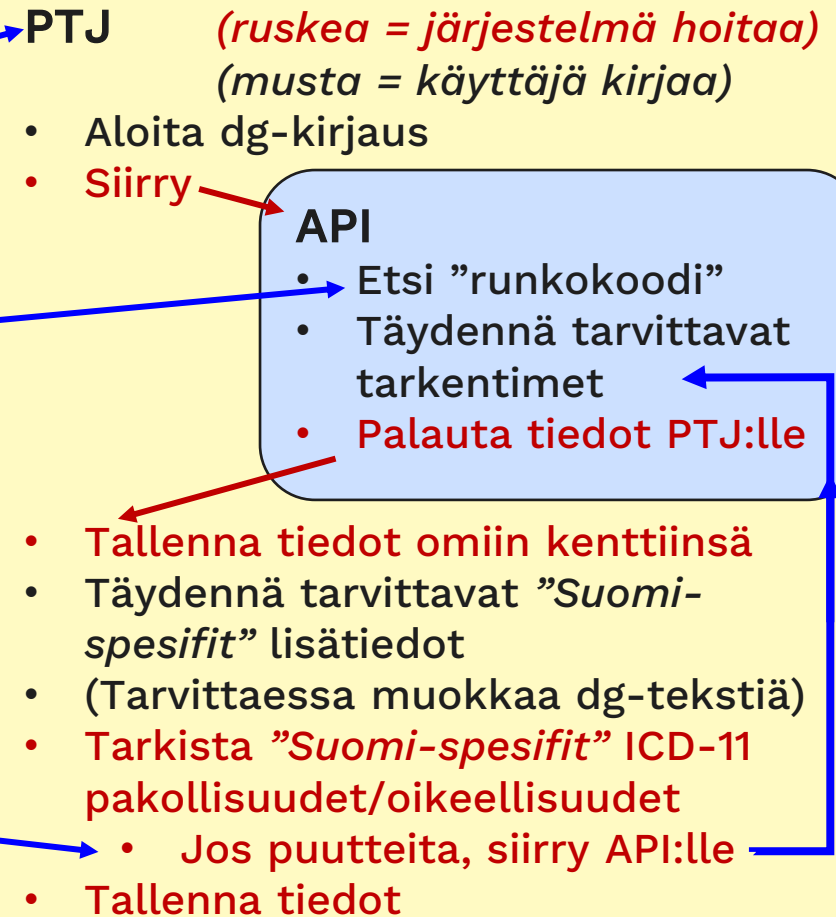 PTJ (ruskea = järjestelmä hoitaa)
(musta = käyttäjä kirjaa)
• Aloita dg-kirjaus
• Siirry
API
• Etsi ”runkokoodi”
• Täydennä tarvittavat
tarkentimet
• Palauta tiedot PTJ:lle
• Tallenna tiedot omiin kenttiinsä
• Täydennä tarvittavat ”Suomi-
spesifit” lisätiedot
• (Tarvittaessa muokkaa dg-tekstiä)
• Tarkista ”Suomi-spesifit” ICD-11
pakollisuudet/oikeellisuudet
• Jos puutteita, siirry API:lle
• Tallenna tiedot